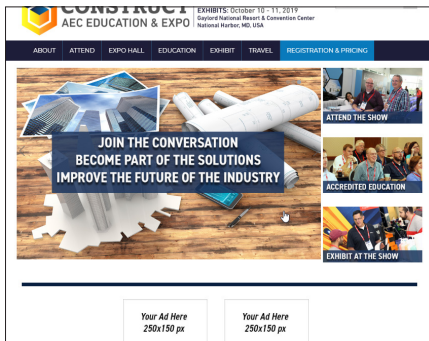 CONSTRUCT
AEC EDUCATION & EXPO
EXHIBITS: October 10 - 11, 2019
Gaylord National Resort & Convention Center
National Harbor, MD, USA
ABOUT ATTEND EXPO HALL EDUCATION EXHIBIT TRAVEL REGISTRATION & PRICING
JOIN THE CONVERSATION
BECOME PART OF THE SOLUTIONS
IMPROVE THE FUTURE OF THE INDUSTRY
ATTEND THE SHOW
ACCREDITED EDUCATION
EXHIBIT AT THE SHOW
Your Ad Here
250x150 px
Your Ad Here
250x150 px